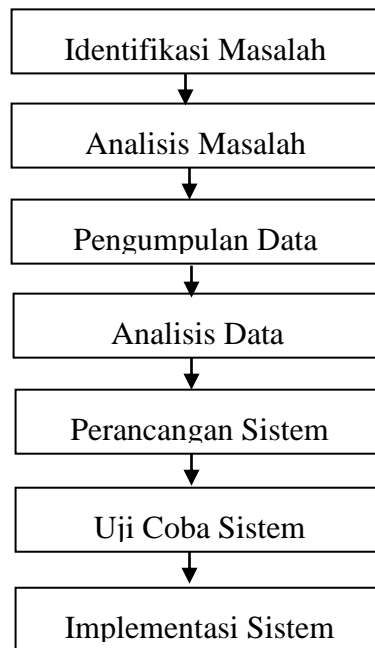 Identifikasi Masalah
Analisis Masalah
Pengumpulan Data
Analisis Data
Perancangan Sistem
Uji Coba Sistem
Implementasi Sistem